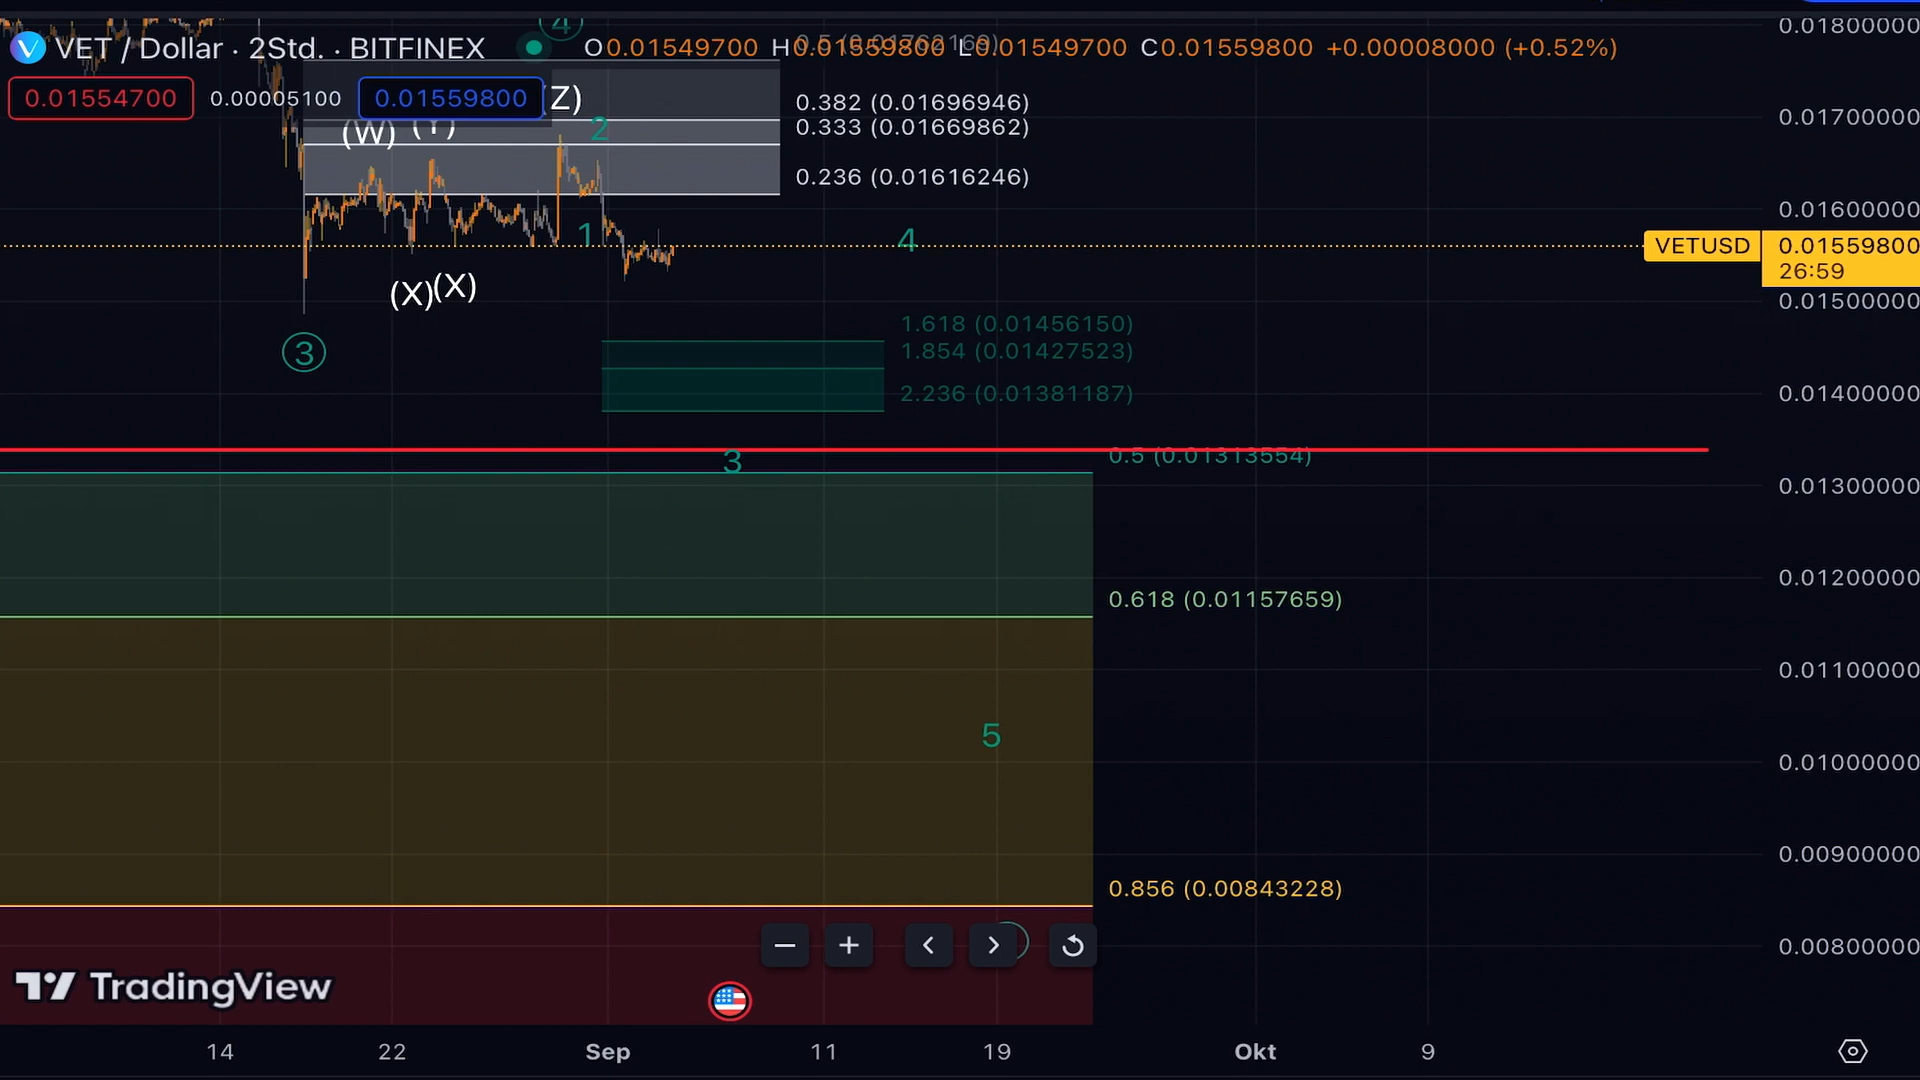 4
VET / Dollar · 2Std. · BITFINEX
O0.01549700 H0.01559800 L0.01549700 C0.01559800 +0.00008000 (+0.52%)
0.5 (0.01762169)
0.01554700 0.00005100 0.01559800
(Z)
(W) (Y)
2
0.382 (0.01696946)
0.333 (0.01669862)
0.236 (0.01616246)
1
4
(X)
(X)
3
1.618 (0.01456150)
1.854 (0.01427523)
2.236 (0.01381187)
3
0.5 (0.01313554)
0.618 (0.01157659)
5
0.856 (0.00843228)
0.01800000
0.01700000
0.01600000
VETUSD 0.01559800
26:59
0.01500000
0.01400000
0.01300000
0.01200000
0.01100000
0.01000000
0.00900000
0.00800000
TradingView
14 22 Sep 11 19 Okt 9